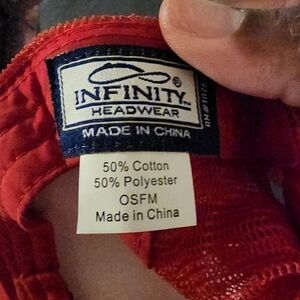 INFINITY
HEADWEAR
MADE IN CHINA
50% Cotton
50% Polyester
OSFM
Made in China